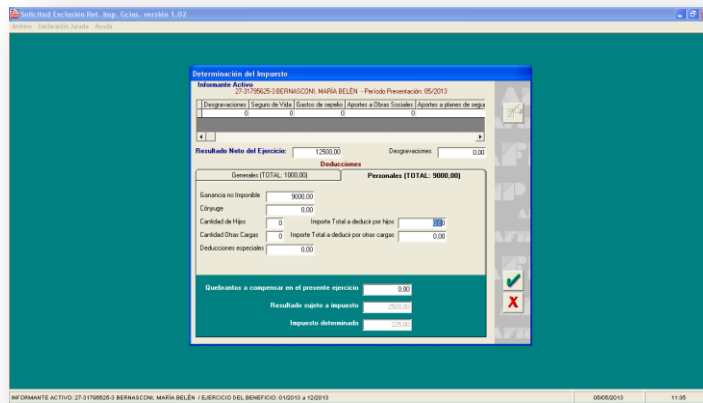 Solicitud Exclusión Ret. Imp. Gcias. versión 1.02
Archivo Declaración Jurada Ayuda
Determinación del Impuesto
Informante Activo
27-31795625-3 BERNASCONI, MARÍA BELÉN - Período Presentación: 05/2013
Desgravaciones Seguro de Vida Gastos de sepelio Aportes a Obras Sociales Aportes a planes de segu
0 0 0 0
Resultado Neto del Ejercicio: 12500,00 Desgravaciones 0,00
Deducciones
Generales (TOTAL: 1000,00) Personales (TOTAL: 9000,00)
Ganancia no Imponible 9000,00
Cónyuge 0,00
Cantidad de Hijos 0 Importe Total a deducir por hijos 0,00
Cantidad Otras Cargas 0 Importe Total a deducir por otras cargas 0,00
Deducciones especiales 0,00
Quebrantos a compensar en el presente ejercicio 0,00
Resultado sujeto a impuesto 2500,00
Impuesto determinado 225,00
INFORMANTE ACTIVO: 27-31795625-3 BERNASCONI, MARÍA BELÉN / EJERCICIO DEL BENEFICIO: 01/2013 a 12/2013 05/05/2013 11:35